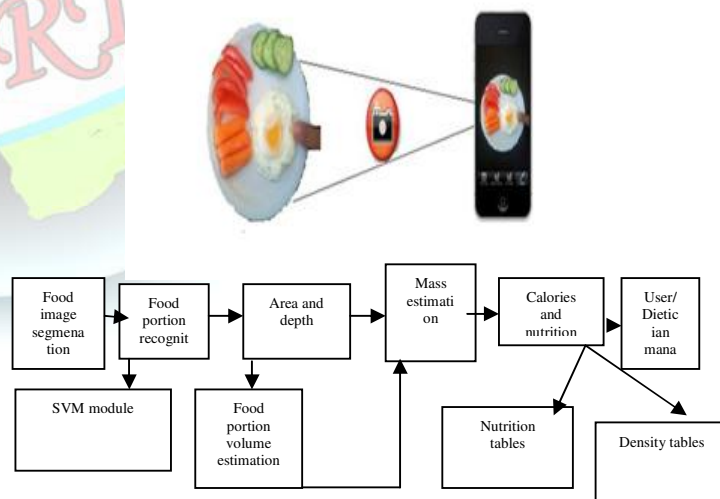 Food
image
segmena
tion
Food
portion
recognit
Area and
depth
Mass
estimati
on
Calories
and
nutrition
User/
Dietic
ian
mana
SVM module
Food
portion
volume
estimation
Nutrition
tables
Density tables